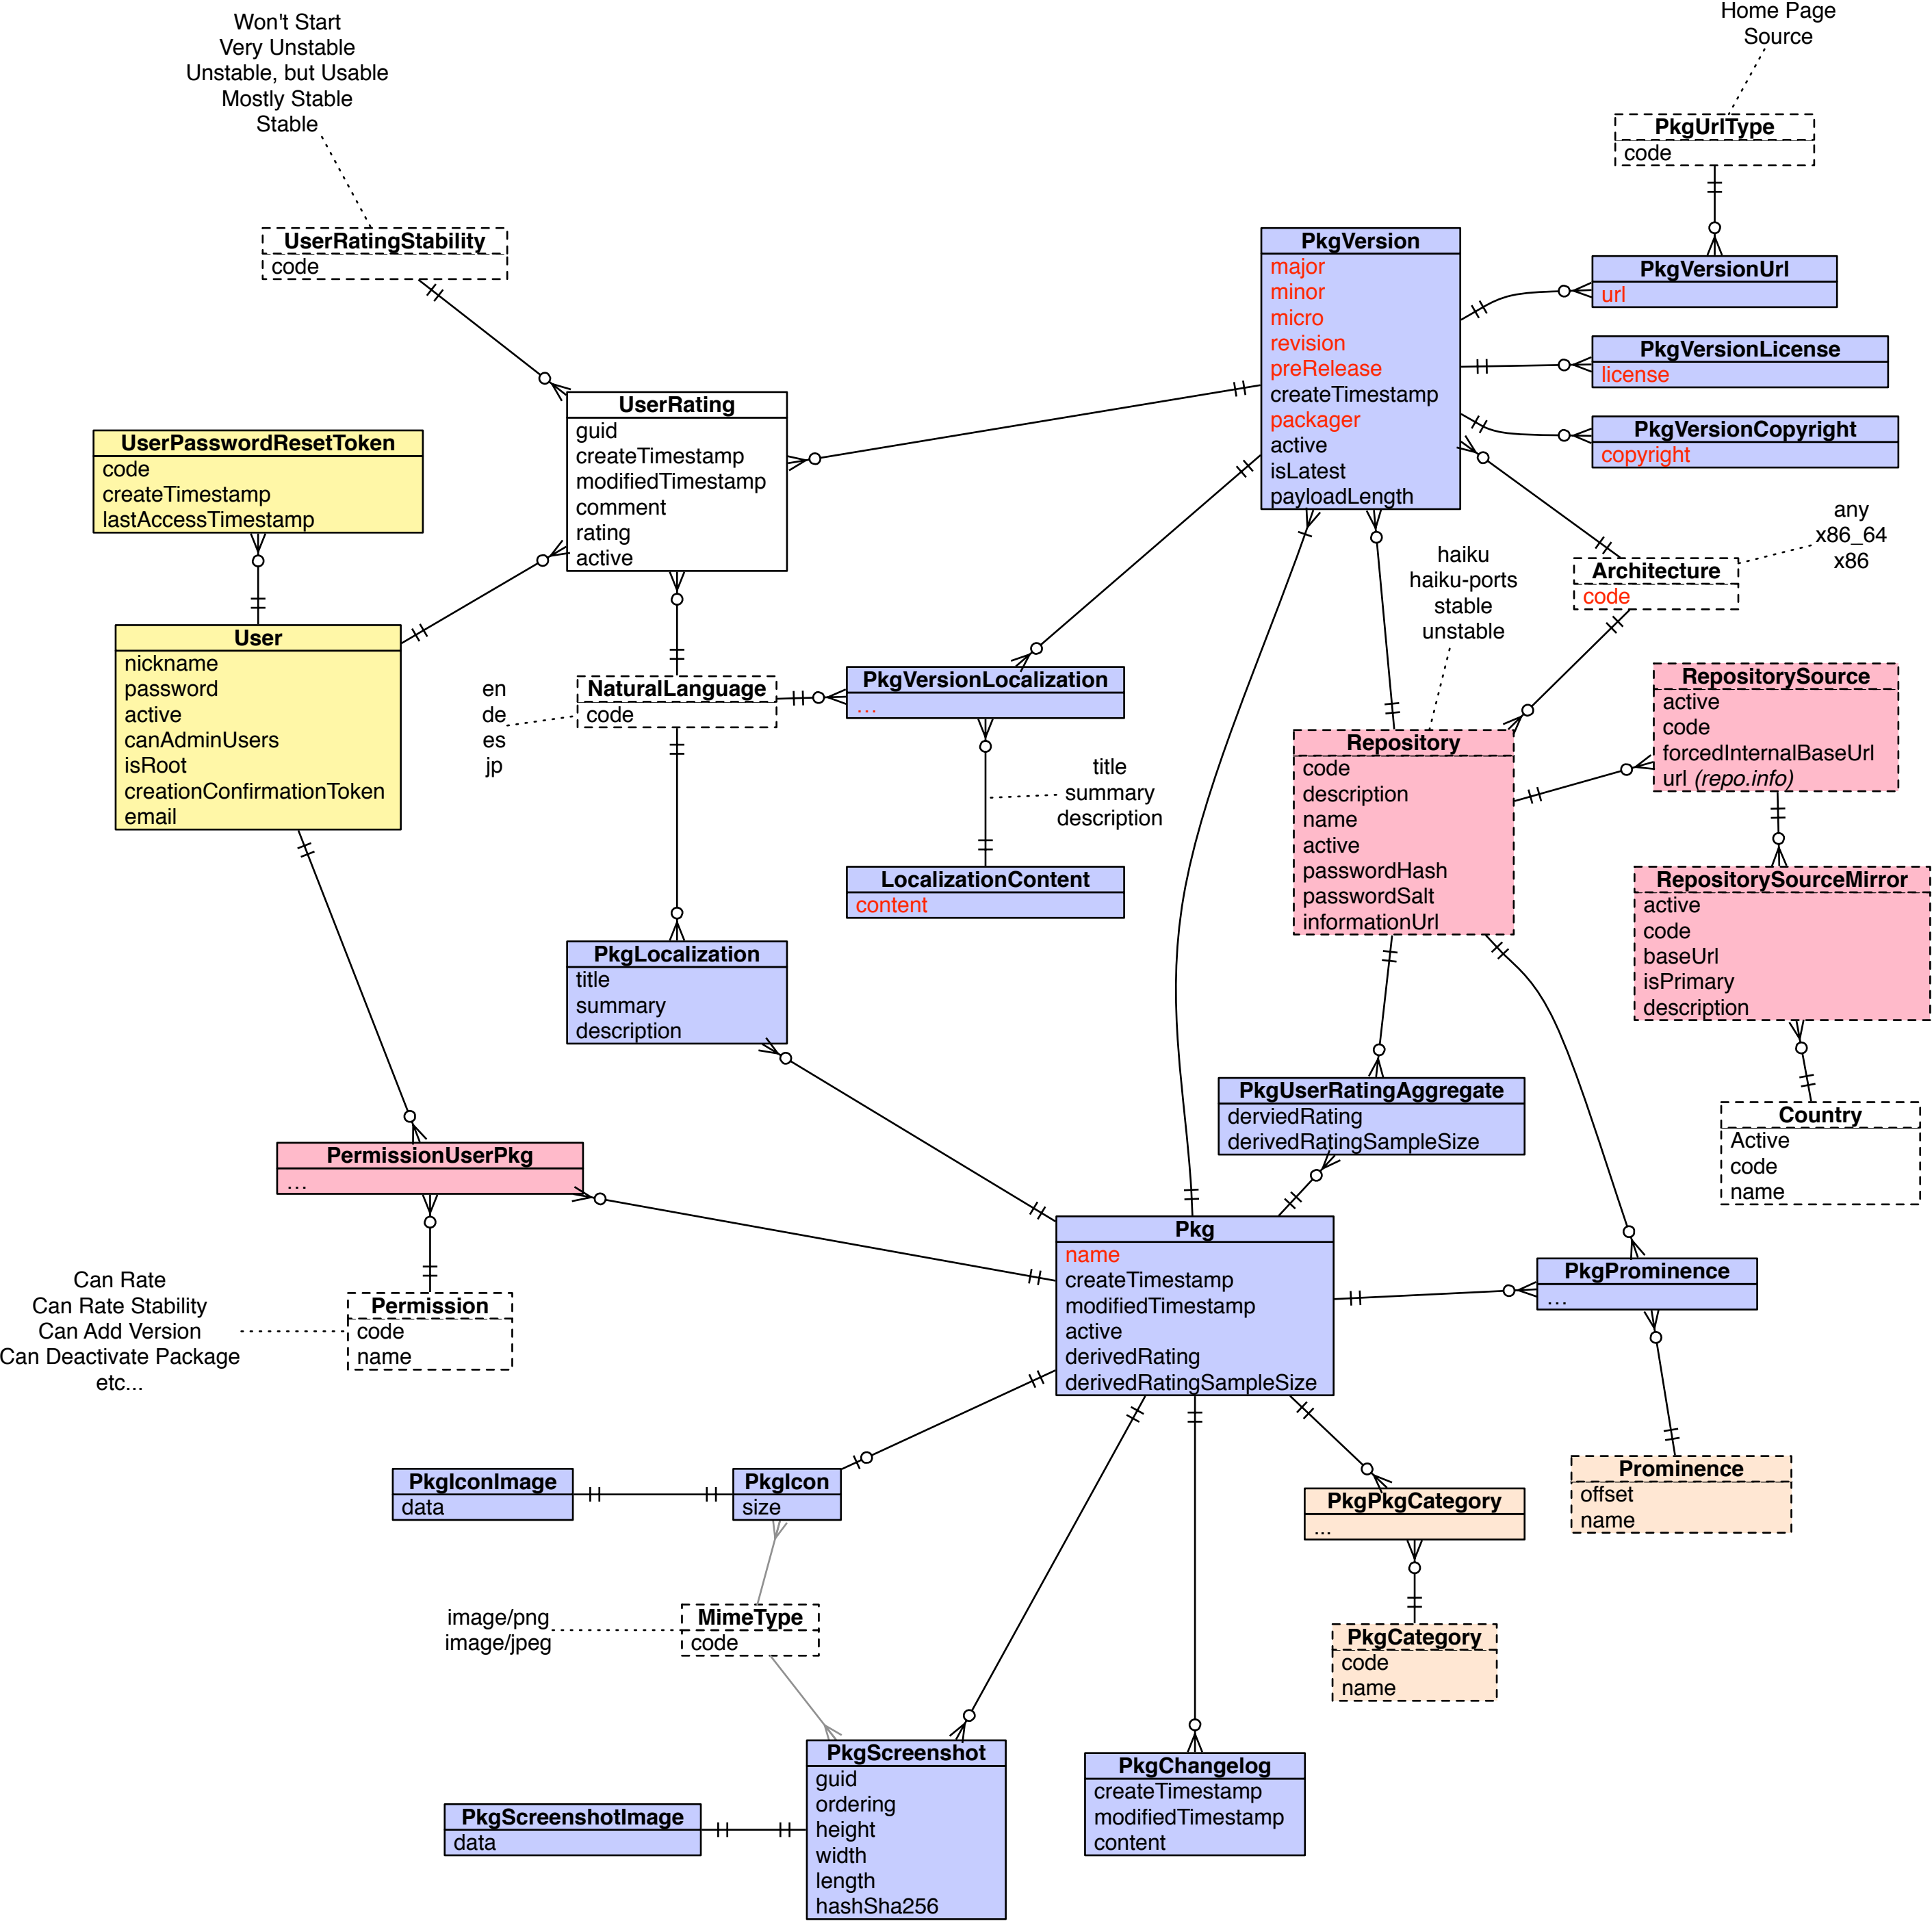 Won't Start
Very Unstable
Unstable, but Usable
Mostly Stable
Stable
Home Page
Source
PkgUrlType
code
UserRatingStability
code
PkgVersion
major
minor
micro
revision
preRelease
createTimestamp
packager
active
isLatest
payloadLength
PkgVersionUrl
url
PkgVersionLicense
license
PkgVersionCopyright
copyright
UserRating
guid
createTimestamp
modifiedTimestamp
comment
rating
active
UserPasswordResetToken
code
createTimestamp
lastAccessTimestamp
any
x86_64
x86
haiku
haiku-ports
stable
unstable
Architecture
code
User
nickname
password
active
canAdminUsers
isRoot
creationConfirmationToken
email
en
de
es
jp
NaturalLanguage
code
PkgVersionLocalization
...
title
summary
description
LocalizationContent
content
Repository
code
description
name
active
passwordHash
passwordSalt
informationUrl
RepositorySource
active
code
forcedInternalBaseUrl
url (repo.info)
RepositorySourceMirror
active
code
baseUrl
isPrimary
description
PkgLocalization
title
summary
description
PkgUserRatingAggregate
derviedRating
derivedRatingSampleSize
Country
Active
code
name
PermissionUserPkg
...
Pkg
name
createTimestamp
modifiedTimestamp
active
derivedRating
derivedRatingSampleSize
PkgProminence
...
Can Rate
Can Rate Stability
Can Add Version
Can Deactivate Package
etc...
Permission
code
name
PkgIconImage
data
PkgIcon
size
Prominence
offset
name
PkgPkgCategory
...
image/png
image/jpeg
MimeType
code
PkgCategory
code
name
PkgScreenshot
guid
ordering
height
width
length
hashSha256
PkgScreenshotImage
data
PkgChangelog
createTimestamp
modifiedTimestamp
content